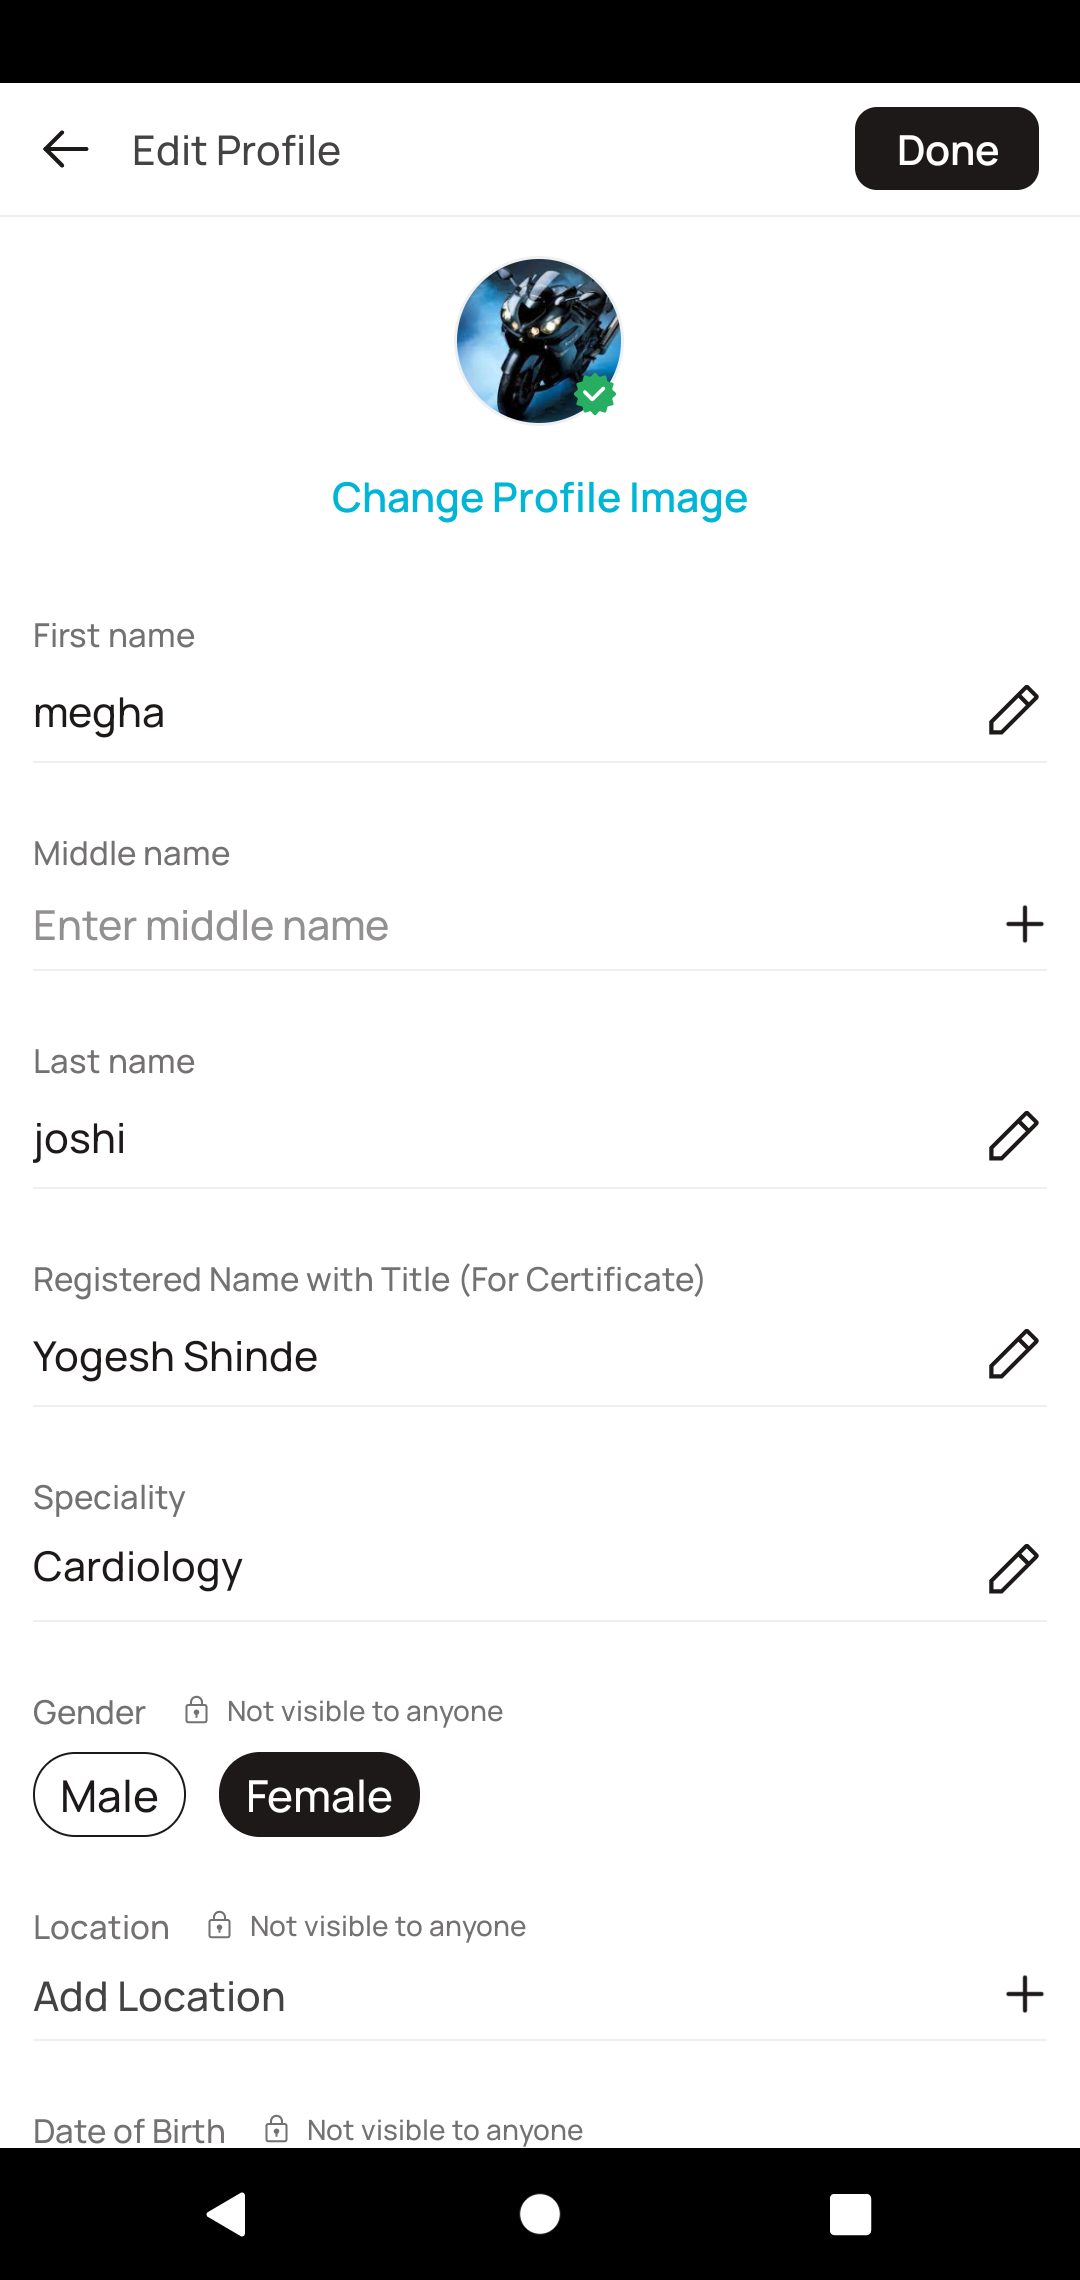 Edit Profile
Done
Change Profile Image
First name
megha
Middle name
Enter middle name
Last name
joshi
Registered Name with Title (For Certificate)
Yogesh Shinde
Speciality
Cardiology
Gender Not visible to anyone
Male Female
Location Not visible to anyone
Add Location
Date of Birth Not visible to anyone